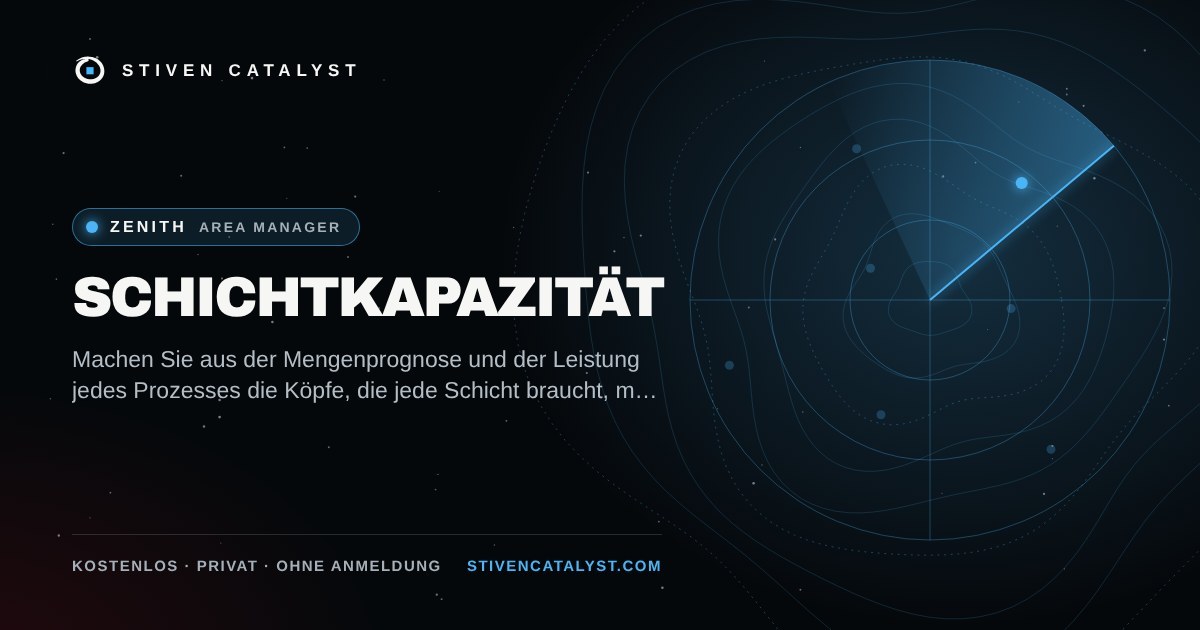 STIVEN CATALYST
ZENITH AREA MANAGER
SCHICHTKAPAZITÄT
Machen Sie aus der Mengenprognose und der Leistung
jedes Prozesses die Köpfe, die jede Schicht braucht, m…
KOSTENLOS · PRIVAT · OHNE ANMELDUNG STIVENCATALYST.COM